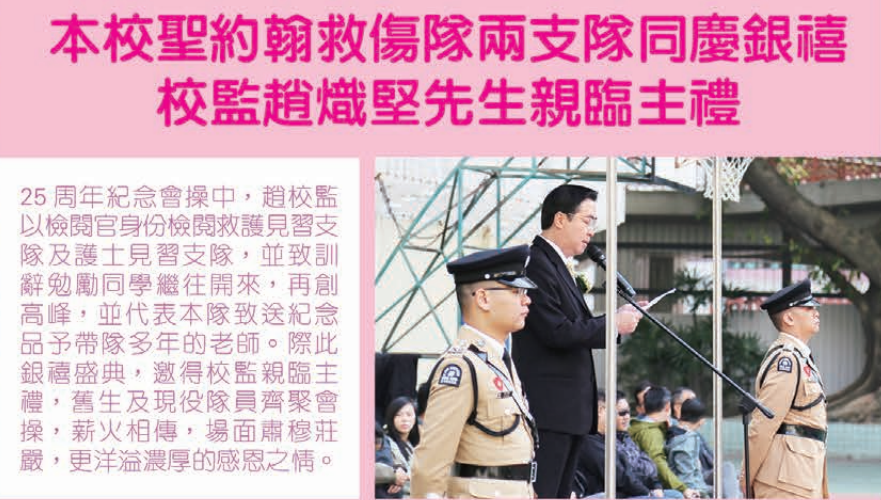 本校聖約翰救傷隊兩支隊同慶銀禧
校監趙熾堅先生親臨主禮
25 周年紀念會操中，趙校監
以檢閱官身份檢閱救護見習支
隊及護士見習支隊，並致訓
辭勉勵同學繼往開來，再創
高峰，並代表本隊致送紀念
品予帶隊多年的老師。際此
銀禧盛典，邀得校監親臨主
禮，舊生及現役隊員齊聚會
操，薪火相傳，場面肅穆莊
嚴，更洋溢濃厚的感恩之情。